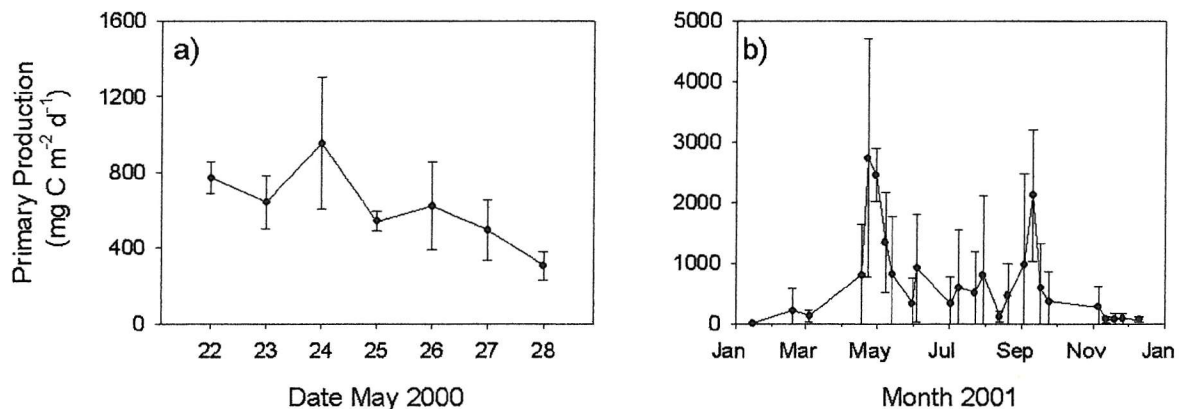 Primary Production
(mg C m⁻² d⁻¹)
a)
1600
1200
800
400
0
22 23 24 25 26 27 28
Date May 2000
b)
5000
4000
3000
2000
1000
0
Jan Mar May Jul Sep Nov Jan
Month 2001